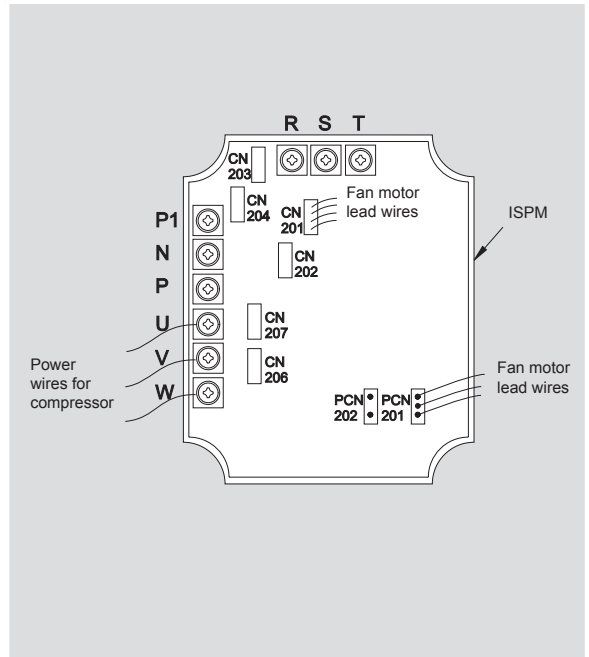 R S T
CN
203
CN
204
Fan motor
lead wires
CN
201
ISPM
P1
N
CN
202
P
U
CN
207
V
CN
206
W
Power
wires for
compressor
Fan motor
lead wires
PCN
202
PCN
201